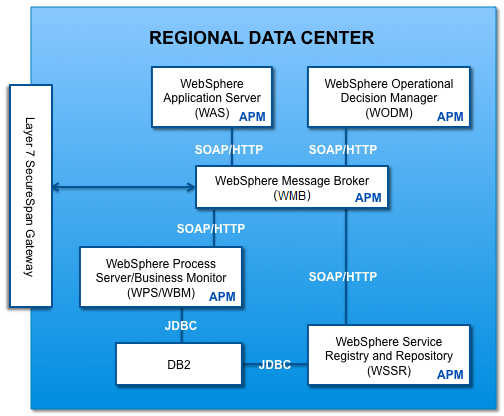 REGIONAL DATA CENTER
Layer 7 SecureSpan Gateway
WebSphere
Application Server
(WAS)
APM
WebSphere Operational
Decision Manager
(WODM)
APM
SOAP/HTTP
SOAP/HTTP
WebSphere Message Broker
(WMB)
APM
SOAP/HTTP
SOAP/HTTP
WebSphere Process
Server/Business Monitor
(WPS/WBM)
APM
JDBC
DB2
JDBC
WebSphere Service
Registry and Repository
(WSSR)
APM